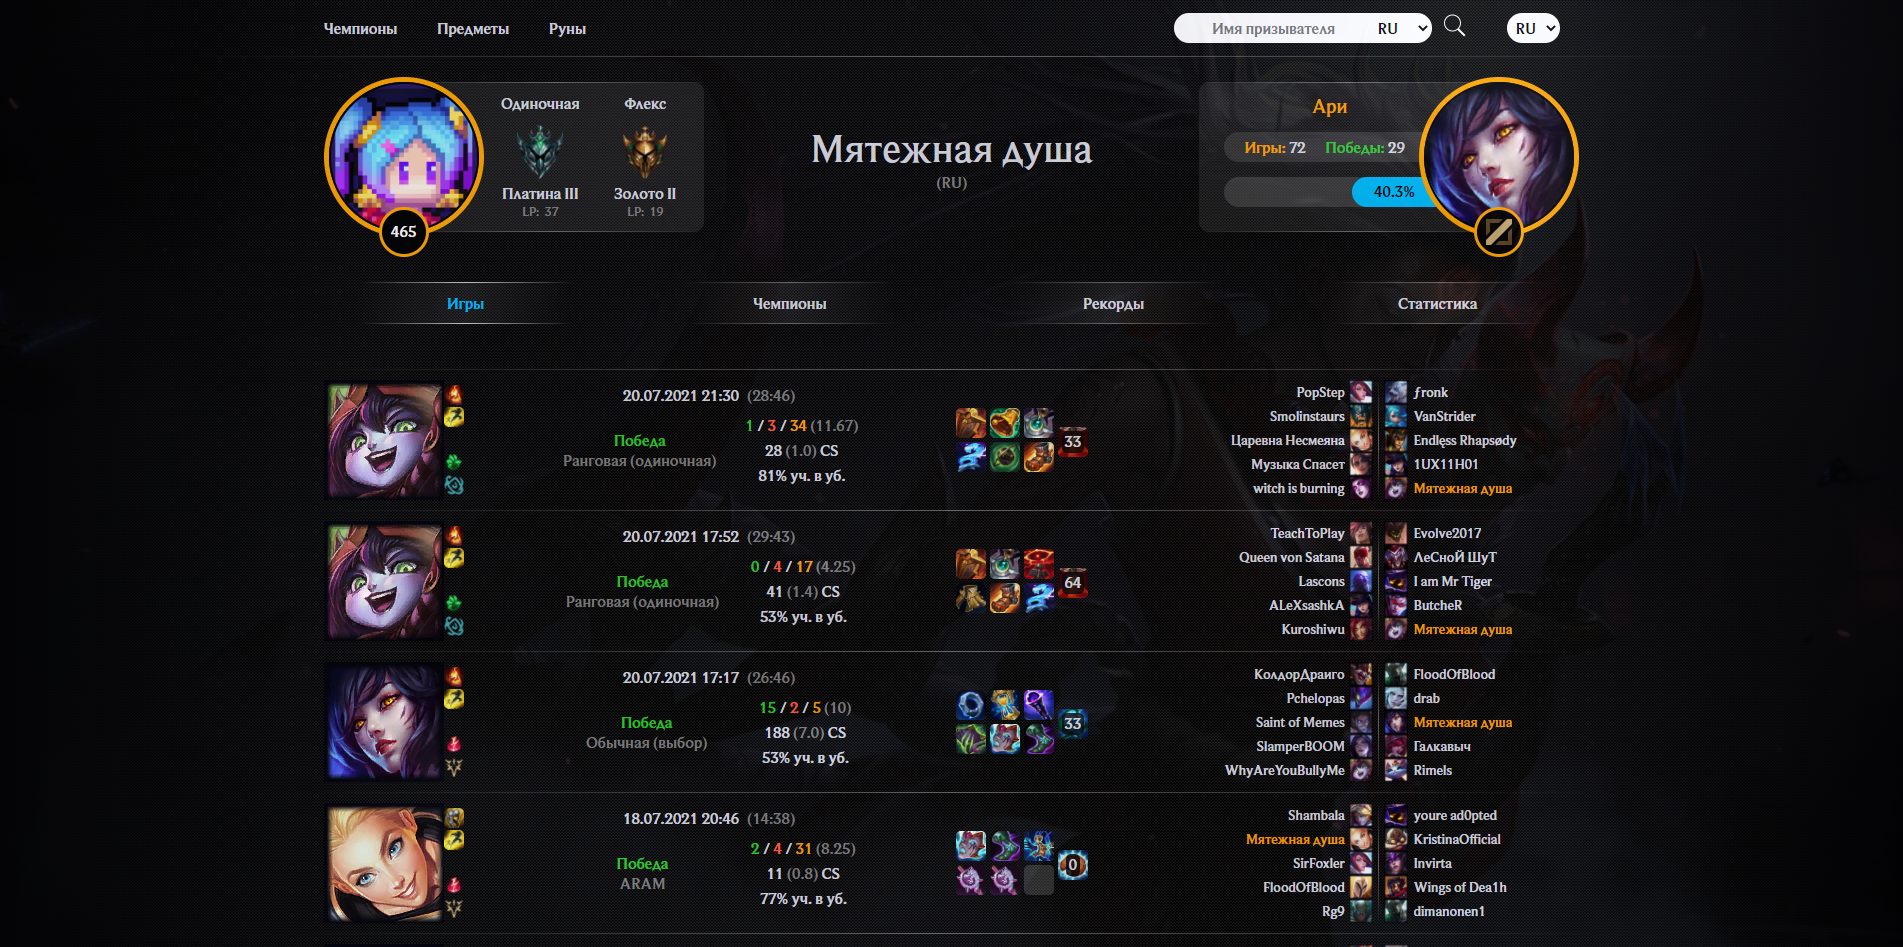 Чемпионы Предметы Руны Имя призывателя RU RU
Одиночная Флекс
Платина III Золото II
LP: 37 LP: 19
465
Мятежная душа
(RU)
Ари
Игры: 72 Победы: 29
40.3%
Игры Чемпионы Рекорды Статистика
20.07.2021 21:30 (28:46)
Победа
Ранговая (одиночная)
1 / 3 / 34 (11.67)
28 (1.0) CS
81% уч. в уб.
33
PopStep ƒronk
Smolinstaurs VanStrider
Царевна Несмеяна Endlęss Rhapsødy
Музыка Спасет 1UX11H01
witch is burning Мятежная душа
20.07.2021 17:52 (29:43)
Победа
Ранговая (одиночная)
0 / 4 / 17 (4.25)
41 (1.4) CS
53% уч. в уб.
64
TeachToPlay Evolve2017
Queen von Satana ΛеСноЙ ШуТ
Lascons I am Mr Tiger
ALeXsashkA ButcheR
Kuroshiwu Мятежная душа
20.07.2021 17:17 (26:46)
Победа
Обычная (выбор)
15 / 2 / 5 (10)
188 (7.0) CS
53% уч. в уб.
33
КолдорДраиго FloodOfBlood
Pchelopas drab
Saint of Memes Мятежная душа
SlamperBOOM Галкавыч
WhyAreYouBullyMe Rimels
18.07.2021 20:46 (14:38)
Победа
ARAM
2 / 4 / 31 (8.25)
11 (0.8) CS
77% уч. в уб.
0
Shambala youre ad0pted
Мятежная душа KristinaOfficial
SirFoxler Invirta
FloodOfBlood Wings of Dea1h
Rg9 dimanonen1